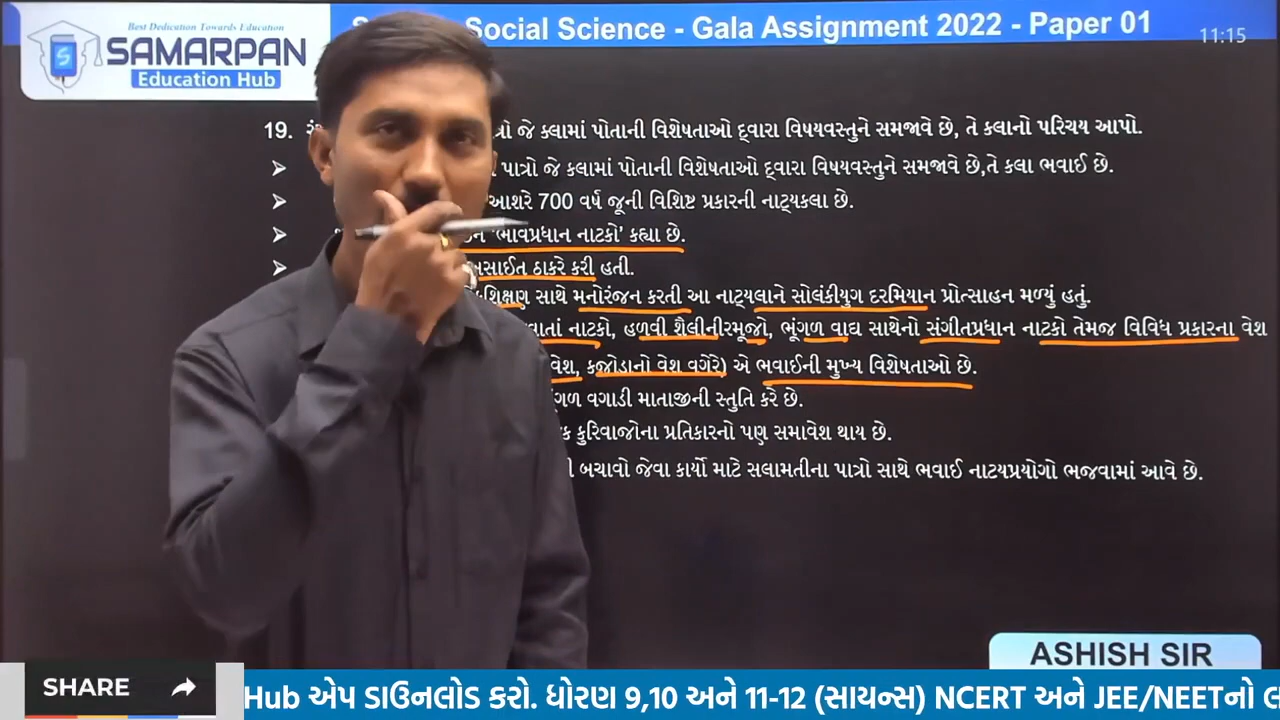 Best Dedication Towards Education
SAMARPAN
Education Hub
Social Science - Gala Assignment 2022 - Paper 01
11:15
19. પાત્રો જે કલામાં પોતાની વિશેષતાઓ દ્વારા વિષયવસ્તુને સમજાવે છે, તે કલાનો પરિચય આપો.
પાત્રો જે કલામાં પોતાની વિશેષતાઓ દ્વારા વિષયવસ્તુને સમજાવે છે,તે કલા ભવાઈ છે.
આશરે 700 વર્ષ જૂની વિશિષ્ટ પ્રકારની નાટ્યકલા છે.
'ભાવપ્રધાન નાટકો' કહ્યા છે.
અસાઈત ઠાકરે કરી હતી.
શિક્ષણ સાથે મનોરંજન કરતી આ નાટ્યલાને સોલંકીયુગ દરમિયાન પ્રોત્સાહન મળ્યું હતું.
નાટકો, હળવી શૈલીનીરમૂજો, ભૂંગળ વાદ્ય સાથેનો સંગીતપ્રધાન નાટકો તેમજ વિવિધ પ્રકારના વેશ
વેશ, કજોડાનો વેશ વગેરે) એ ભવાઈની મુખ્ય વિશેષતાઓ છે.
વગાડી માતાજીની સ્તુતિ કરે છે.
કુરિવાજોના પ્રતિકારનો પણ સમાવેશ થાય છે.
બચાવો જેવા કાર્યો માટે સલામતીના પાત્રો સાથે ભવાઈ નાટયપ્રયોગો ભજવામાં આવે છે.
ASHISH SIR
SHARE
Hub એપ ડાઉનલોડ કરો. ધોરણ 9,10 અને 11-12 (સાયન્સ) NCERT અને JEE/NEETનો